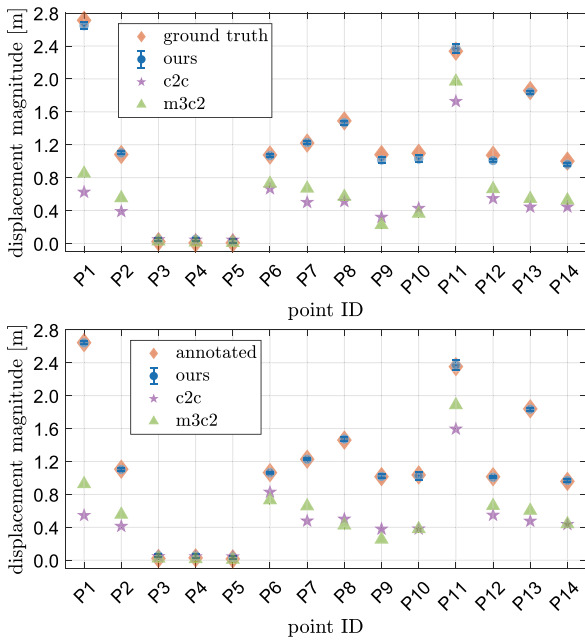 displacement magnitude [m]
2.8
2.4
2.0
1.6
1.2
0.8
0.4
0.0
ground truth
ours
c2c
m3c2
P1 P2 P3 P4 P5 P6 P7 P8 P9 P10 P11 P12 P13 P14
point ID
displacement magnitude [m]
2.8
2.4
2.0
1.6
1.2
0.8
0.4
0.0
annotated
ours
c2c
m3c2
P1 P2 P3 P4 P5 P6 P7 P8 P9 P10 P11 P12 P13 P14
point ID